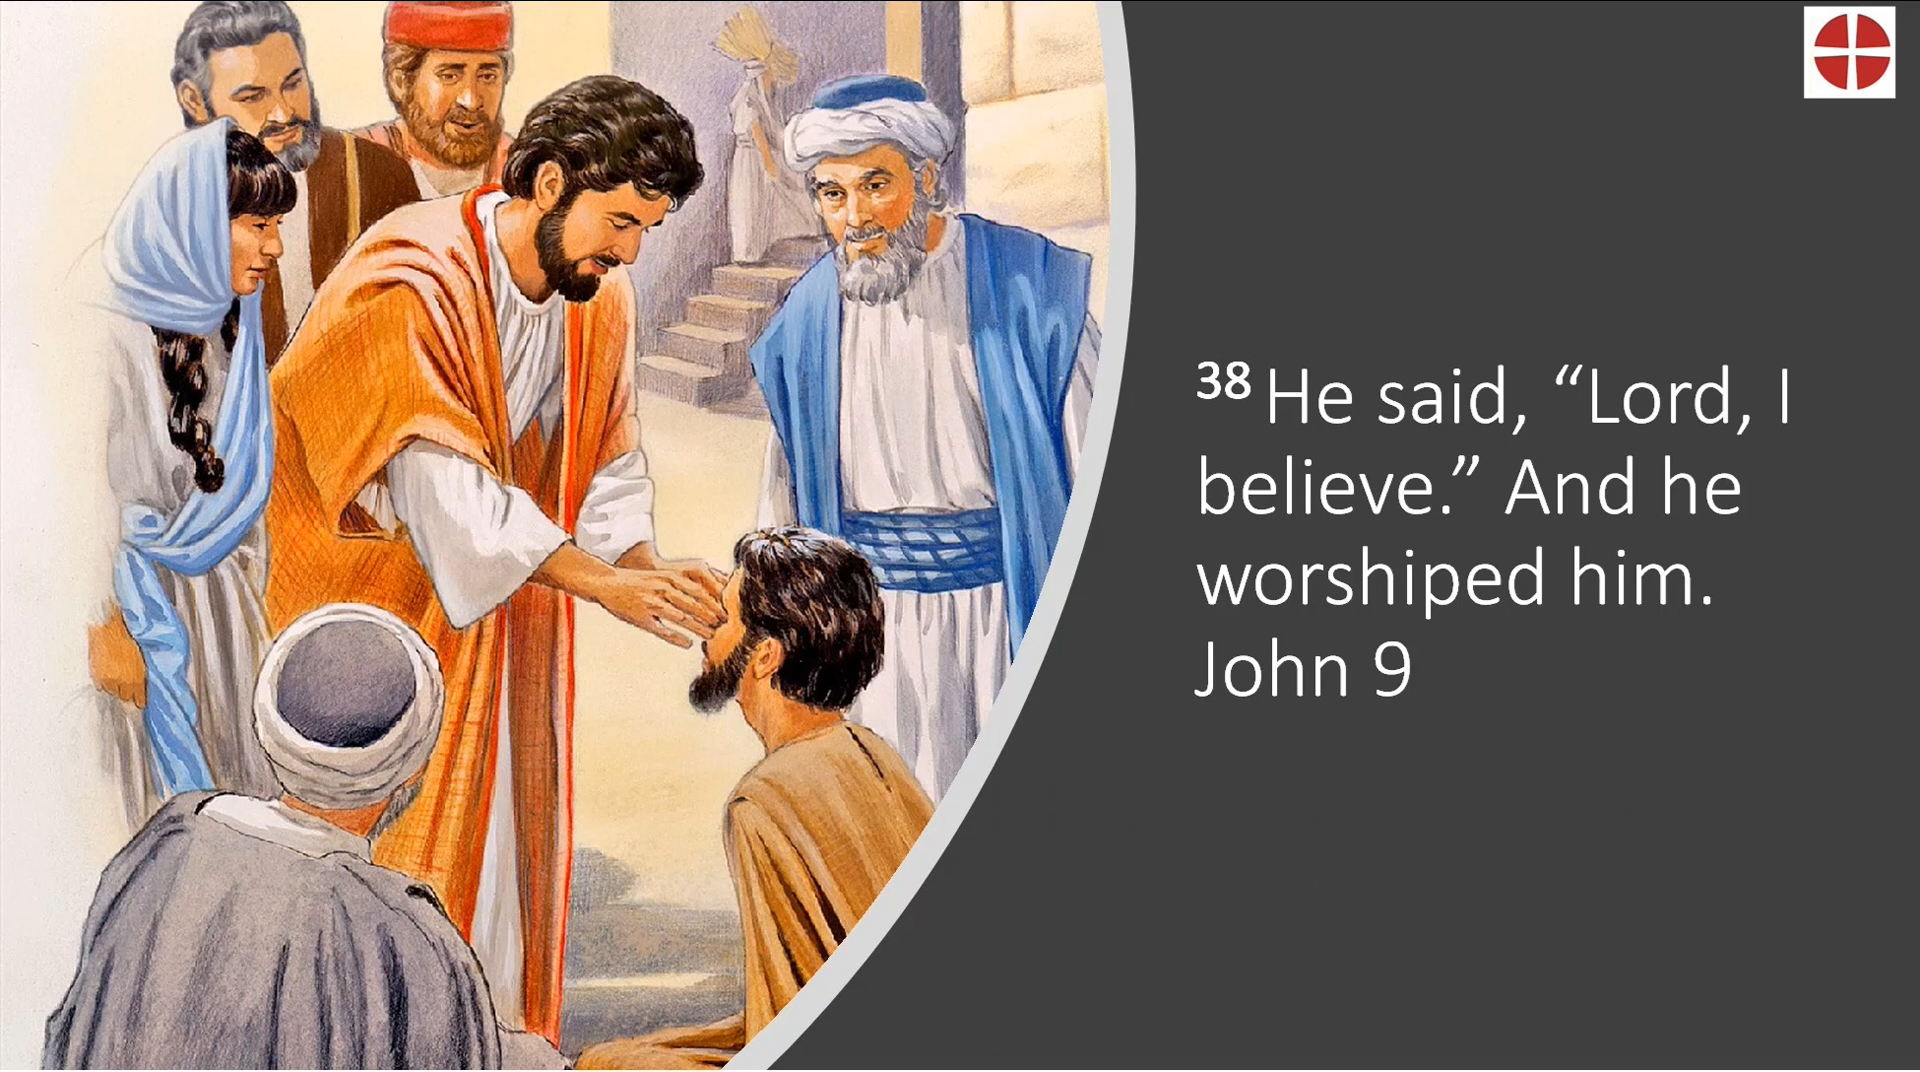 38 He said, “Lord, I
believe.” And he
worshiped him.
John 9